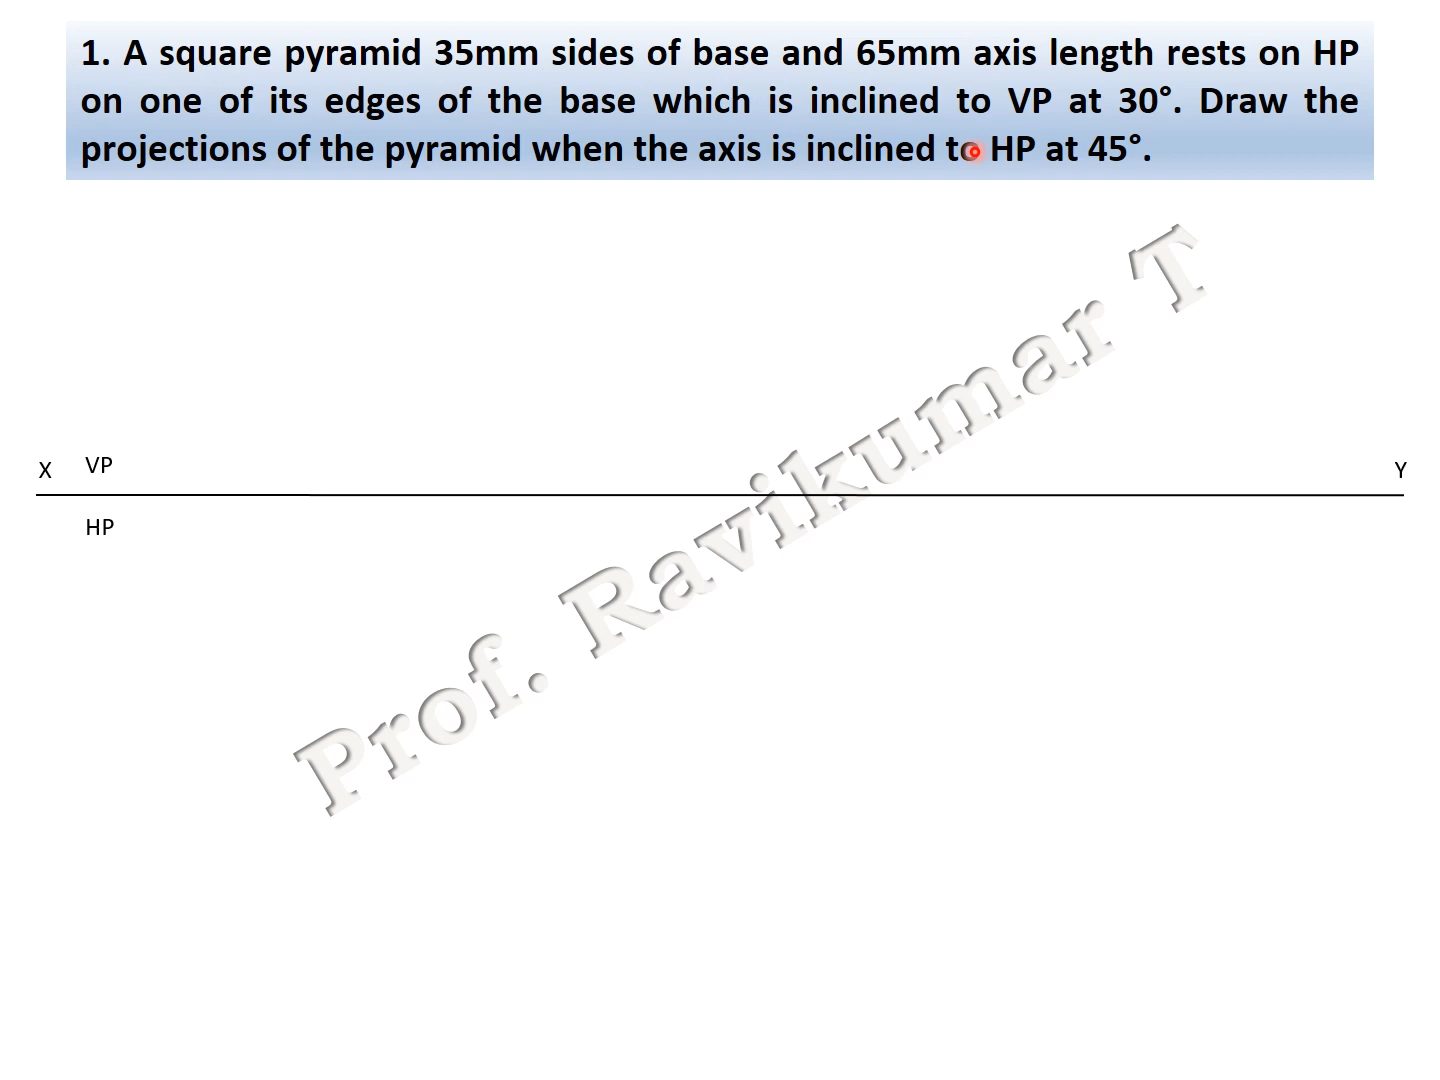 1. A square pyramid 35mm sides of base and 65mm axis length rests on HP
on one of its edges of the base which is inclined to VP at 30°. Draw the
projections of the pyramid when the axis is inclined to HP at 45°.
Prof. Ravikumar T
X VP Y
HP